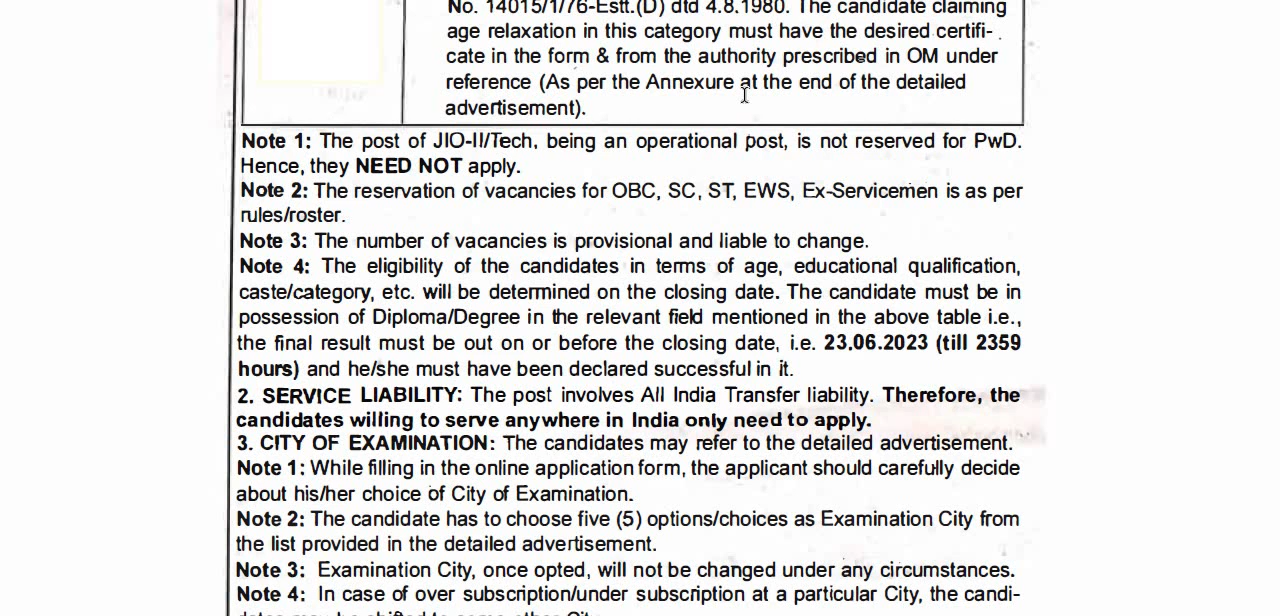 No. 14015/1/76-Estt.(D) dtd 4.8.1980. The candidate claiming
age relaxation in this category must have the desired certifi-
cate in the form & from the authority prescribed in OM under
reference (As per the Annexure at the end of the detailed
advertisement).
Note 1: The post of JIO-II/Tech, being an operational post, is not reserved for PwD.
Hence, they NEED NOT apply.
Note 2: The reservation of vacancies for OBC, SC, ST, EWS, Ex-Servicemen is as per
rules/roster.
Note 3: The number of vacancies is provisional and liable to change.
Note 4: The eligibility of the candidates in terms of age, educational qualification,
caste/category, etc. will be determined on the closing date. The candidate must be in
possession of Diploma/Degree in the relevant field mentioned in the above table i.e.,
the final result must be out on or before the closing date, i.e. 23.06.2023 (till 2359
hours) and he/she must have been declared successful in it.
2. SERVICE LIABILITY: The post involves All India Transfer liability. Therefore, the
candidates willing to serve anywhere in India only need to apply.
3. CITY OF EXAMINATION: The candidates may refer to the detailed advertisement.
Note 1: While filling in the online application form, the applicant should carefully decide
about his/her choice of City of Examination.
Note 2: The candidate has to choose five (5) options/choices as Examination City from
the list provided in the detailed advertisement.
Note 3: Examination City, once opted, will not be changed under any circumstances.
Note 4: In case of over subscription/under subscription at a particular City, the candi-